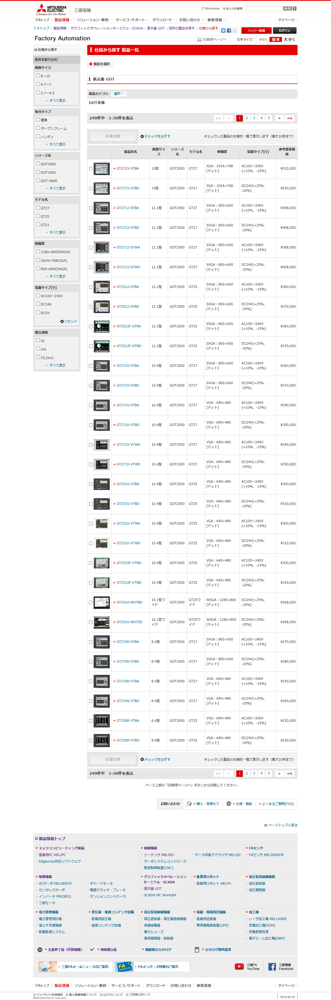 MITSUBISHI ELECTRIC
Changes for the Better
三菱電機
Worldwide 法人のお客様 検索 ?
FAトップ 製品情報 ソリューション・事例 サービス・サポート ダウンロード お問い合わせ 事業情報 マイページ
ＦＡトップ > 製品情報 > グラフィックオペレーションターミナル・SCADA > 表示器 GOT > 目的の製品を探す > 仕様から探す
メンバー登録 ログイン
Factory Automation
印刷用ページへ 文字サイズ： 小さく 標準 大きく
仕様から探す
条件を絞り込む
画面サイズ
8～15
4.7～7
3.7～4.5
+ すべて表示
取付タイプ
標準
オープンフレーム
ハンディ
+ すべて表示
シリーズ名
GOT2000
GOT1000
GOT-A900
+ すべて表示
モデル名
GT27
GT25
GT21
+ すべて表示
解像度
1280×800(WXGA)
1024×768(XGA)
800×600(SVGA)
+ すべて表示
電源タイプ[V]
AC100～240V
DC24V
DC5V
リセット
適合規格
UL
cUL
Cl|,Div2
+ すべて表示
仕様から探す 製品一覧
製品を選択
表示器 GOT
製品カテゴリ 選択
GOT本体
249件中 1-30件を表示 1 2 3 4 5
仕様比較 チェックをはずす チェックした製品の仕様を一覧で表示します（最大10件まで）
製品形名 画面サイズ シリーズ名 モデル名 解像度 電源タイプ[V] 参考標準価格
GT2715-XTBA 15型 GOT2000 GT27 XGA：1024×768 [ドット] AC100～240V (+10%、-15%) ¥520,000
GT2715-XTBD 15型 GOT2000 GT27 XGA：1024×768 [ドット] DC24V(+25%、-20%) ¥530,000
GT2712-STBA 12.1型 GOT2000 GT27 SVGA：800×600 [ドット] AC100～240V (+10%、-15%) ¥398,000
GT2712-STBD 12.1型 GOT2000 GT27 SVGA：800×600 [ドット] DC24V(+25%、-20%) ¥408,000
GT2712-STWA 12.1型 GOT2000 GT27 SVGA：800×600 [ドット] AC100～240V (+10%、-15%) ¥398,000
GT2712-STWD 12.1型 GOT2000 GT27 SVGA：800×600 [ドット] DC24V(+25%、-20%) ¥408,000
GT2512-STBA 12.1型 GOT2000 GT25 SVGA：800×600 [ドット] AC100～240V (+10%、-15%) ¥360,000
GT2512-STBD 12.1型 GOT2000 GT25 SVGA：800×600 [ドット] DC24V(+25%、-20%) ¥370,000
GT2512F-STNA 12.1型 GOT2000 GT25 SVGA：800×600 [ドット] AC100～240V (+10%、-15%) ¥360,000
GT2512F-STND 12.1型 GOT2000 GT25 SVGA：800×600 [ドット] DC24V(+25%、-20%) ¥370,000
GT2710-STBA 10.4型 GOT2000 GT27 SVGA：800×600 [ドット] AC100～240V (+10%、-15%) ¥360,000
GT2710-STBD 10.4型 GOT2000 GT27 SVGA：800×600 [ドット] DC24V(+25%、-20%) ¥370,000
GT2710-VTBA 10.4型 GOT2000 GT27 VGA：640×480 [ドット] AC100～240V (+10%、-15%) ¥340,000
GT2710-VTBD 10.4型 GOT2000 GT27 VGA：640×480 [ドット] DC24V(+25%、-20%) ¥350,000
GT2710-VTWA 10.4型 GOT2000 GT27 VGA：640×480 [ドット] AC100～240V (+10%、-15%) ¥340,000
GT2710-VTWD 10.4型 GOT2000 GT27 VGA：640×480 [ドット] DC24V(+25%、-20%) ¥350,000
GT2510-VTBA 10.4型 GOT2000 GT25 VGA：640×480 [ドット] AC100～240V (+10%、-15%) ¥300,000
GT2510-VTBD 10.4型 GOT2000 GT25 VGA：640×480 [ドット] DC24V(+25%、-20%) ¥310,000
GT2510-VTWA 10.4型 GOT2000 GT25 VGA：640×480 [ドット] AC100～240V (+10%、-15%) ¥300,000
GT2510-VTWD 10.4型 GOT2000 GT25 VGA：640×480 [ドット] DC24V(+25%、-20%) ¥310,000
GT2510F-VTNA 10.4型 GOT2000 GT25 VGA：640×480 [ドット] AC100～240V (+10%、-15%) ¥300,000
GT2510F-VTND 10.4型 GOT2000 GT25 VGA：640×480 [ドット] DC24V(+25%、-20%) ¥310,000
GT2510-WXTBD 10.1型ワイド GOT2000 GT25ワイド WXGA：1280×800 [ドット] DC24V(+25%、-20%) ¥268,000
GT2510-WXTSD 10.1型ワイド GOT2000 GT25ワイド WXGA：1280×800 [ドット] DC24V(+25%、-20%) ¥268,000
GT2708-STBA 8.4型 GOT2000 GT27 SVGA：800×600 [ドット] AC100～240V (+10%、-15%) ¥270,000
GT2708-STBD 8.4型 GOT2000 GT27 SVGA：800×600 [ドット] DC24V(+25%、-20%) ¥280,000
GT2708-VTBA 8.4型 GOT2000 GT27 VGA：640×480 [ドット] AC100～240V (+10%、-15%) ¥250,000
GT2708-VTBD 8.4型 GOT2000 GT27 VGA：640×480 [ドット] DC24V(+25%、-20%) ¥260,000
GT2508-VTBA 8.4型 GOT2000 GT25 VGA：640×480 [ドット] AC100～240V (+10%、-15%) ¥220,000
GT2508-VTBD 8.4型 GOT2000 GT25 VGA：640×480 [ドット] DC24V(+25%、-20%) ¥230,000
仕様比較 チェックをはずす チェックした製品の仕様を一覧で表示します（最大10件まで）
249件中 1-30件を表示 1 2 3 4 5
ページ上部の「印刷用ページへ」ボタンから印刷してください。
お問い合わせ 購入・見積もり 仕様・機能 よくあるご質問(FAQ)
ページトップに戻る
製品情報トップ
エッジコンピューティング製品
産業用PC MELIPC
Edgecross対応ソフトウェア
制御機器
シーケンサ MELSEC
サーボシステムコントローラ
数値制御装置(CNC)
データ収集アナライザ MELQIC
FAセンサ
FAセンサ MELSENSOR
駆動機器
ACサーボ MELSERVO
センサレスサーボ
インバータ FREQROL
三相モータ
ギヤードモータ
電磁クラッチ・ブレーキ
テンションコントローラ
グラフィックオペレーションターミナル・SCADA
表示器 GOT
SCADA MC Works64
産業用ロボット
産業用ロボット MELFA
低圧配電制御機器
低圧遮断器
低圧開閉器
電力管理機器
電力管理用計器
省エネ支援機器
配電監視システム
変圧器・進相コンデンサ設備
配電用変圧器
進相コンデンサ設備
高圧配電制御機器
高圧遮断器・高圧電磁接触器
保護継電器
電力ヒューズ
負荷開閉器・断路器
電源・環境周辺機器
産業用送風機
無停電電源装置(UPS)
加工機
レーザ加工機 MELLASER
放電加工機(EDM)
放電表面処理
電子ビーム加工機(EBM)
生産終了品（代替機種） 規格適合品 機器総合カタログ カタログ資料請求
三菱FAメールニュースのご案内 FA MEMBERS FAメンバーズ特典のご紹介 三菱FA YouTube 三菱電機 Facebook
FAトップ 製品情報 ソリューション・事例 サービス・サポート ダウンロード お問い合わせ 事業情報 マイページ
ウェブサイト利用規約 個人情報保護について GDPRについて ご利用にあたって サイトマップ
©Mitsubishi Electric Corporation